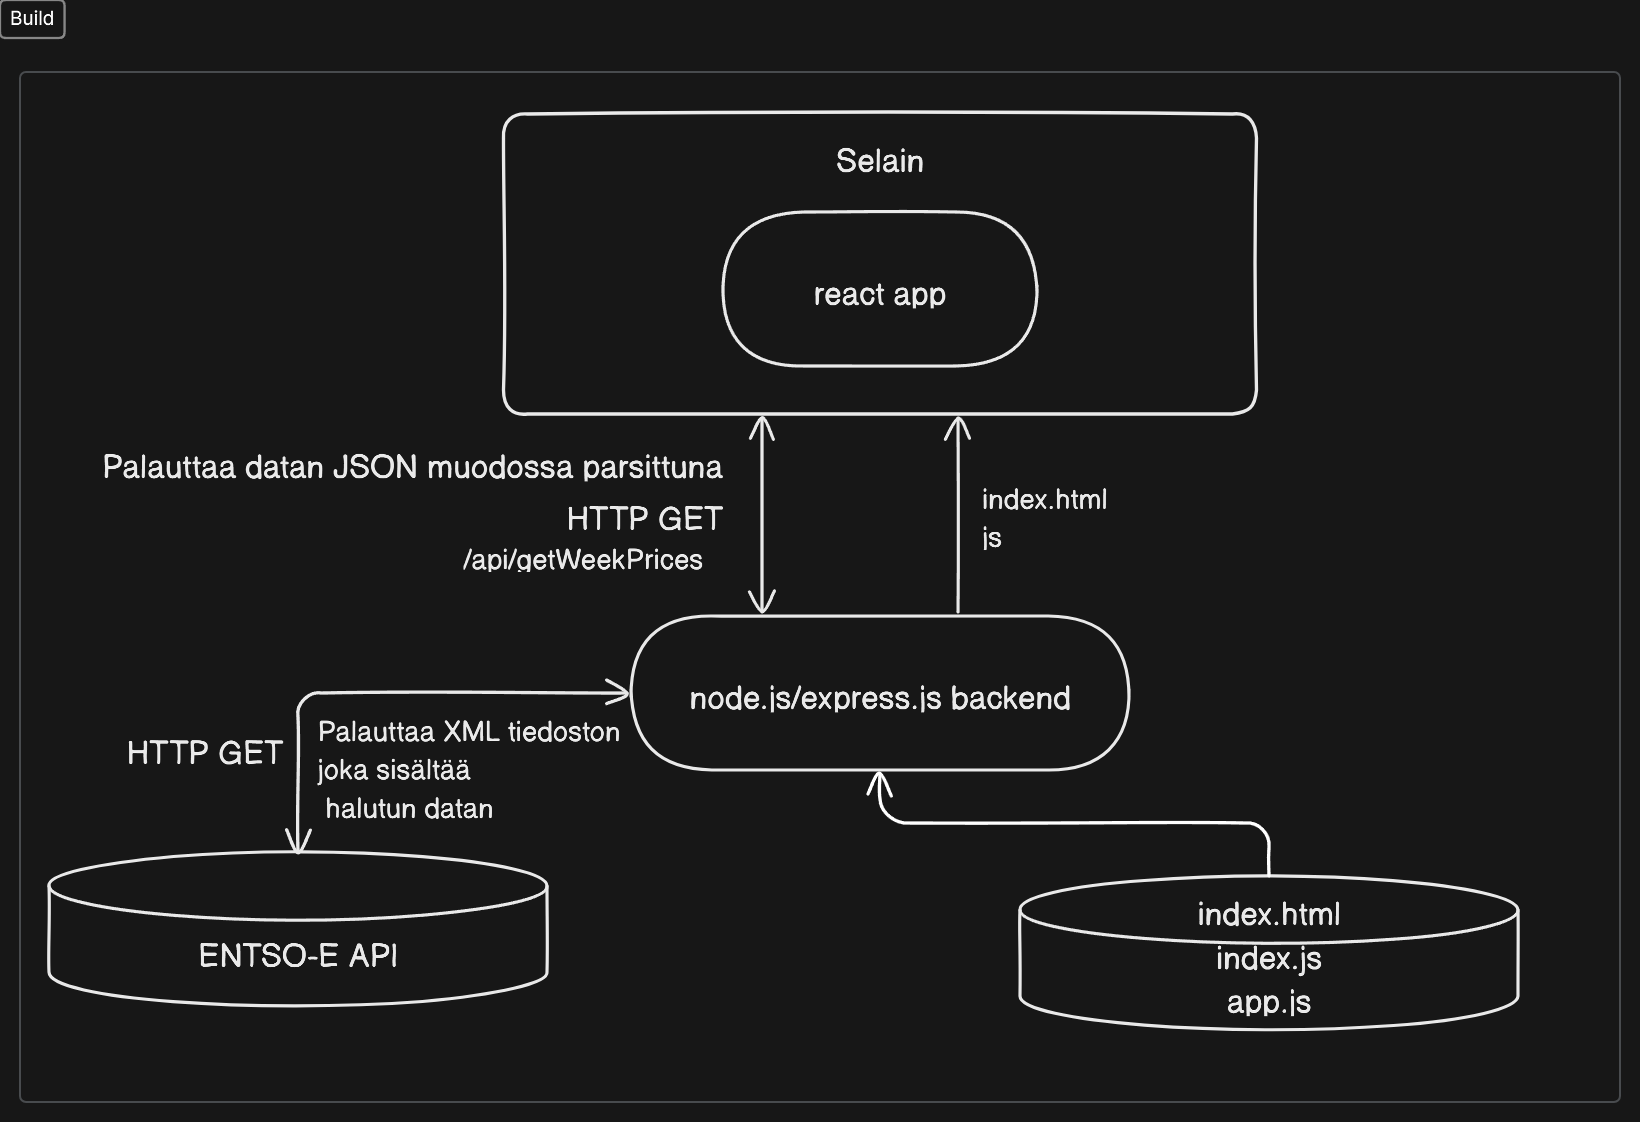 Build
Selain
react app
Palauttaa datan JSON muodossa parsittuna
HTTP GET
/api/getWeekPrices
index.html
js
node.js/express.js backend
HTTP GET
Palauttaa XML tiedoston
joka sisältää
halutun datan
ENTSO-E API
index.html
index.js
app.js